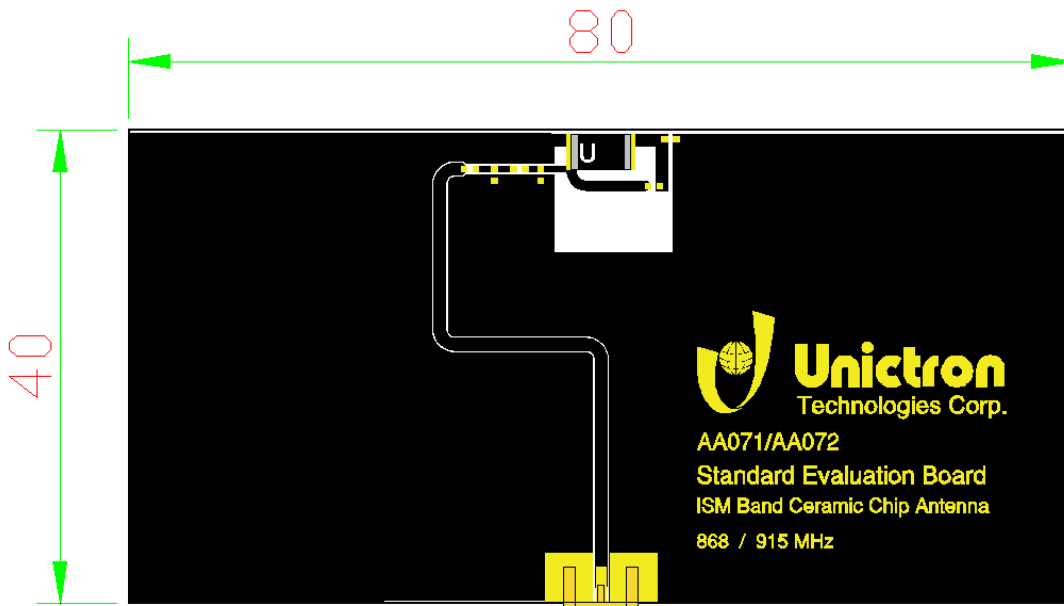 80
40
U
Unictron
Technologies Corp.
AA071/AA072
Standard Evaluation Board
ISM Band Ceramic Chip Antenna
868 / 915 MHz